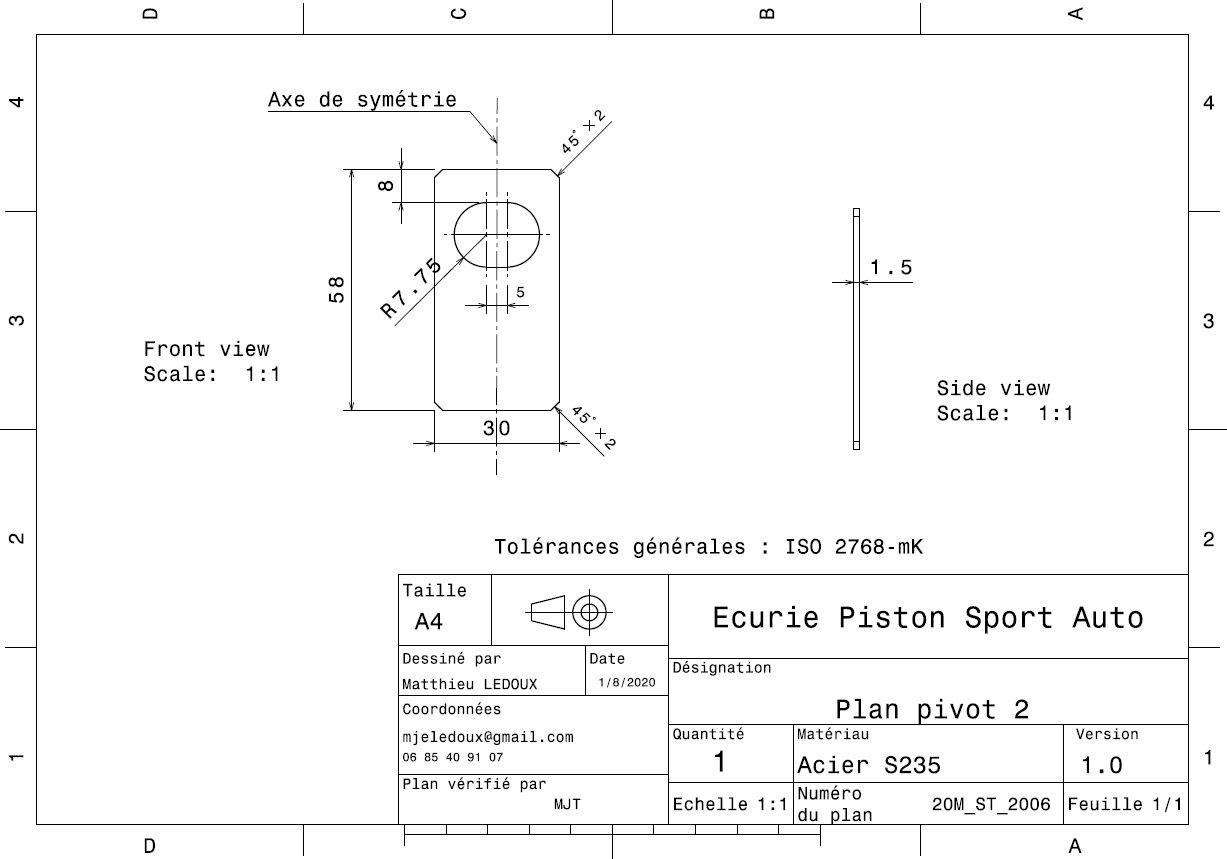 D C B A
4
4
Axe de symétrie
45° × 2
8
58
R7.75
5
1.5
3
3
Front view
Scale: 1:1
Side view
Scale: 1:1
45° × 2
30
2
2
Tolérances générales : ISO 2768-mK
Taille
A4
Ecurie Piston Sport Auto
Dessiné par
Matthieu LEDOUX
Date
1/8/2020
Désignation
Plan pivot 2
Coordonnées
mjeledoux@gmail.com
06 85 40 91 07
Quantité
1
Matériau
Acier S235
Version
1.0
1
1
Plan vérifié par
MJT
Echelle 1:1
Numéro
du plan
20M_ST_2006
Feuille 1/1
D A